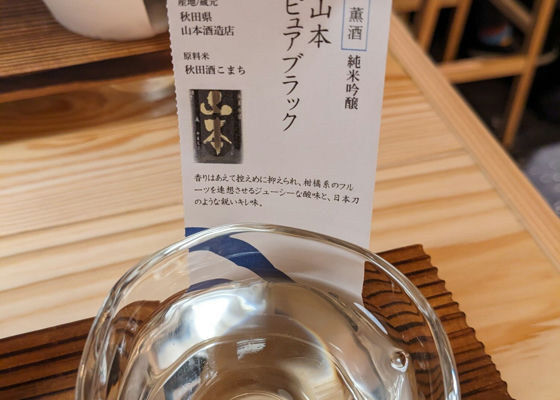 薫酒
純米吟醸
山本
ピュアブラック
産地/蔵元
秋田県
山本酒造店
原料米
秋田酒こまち
山本
香りはあえて控えめに抑えられ、柑橘系のフル
ーツを連想させるジューシーな酸味と、日本刀
のような鋭いキレ味。